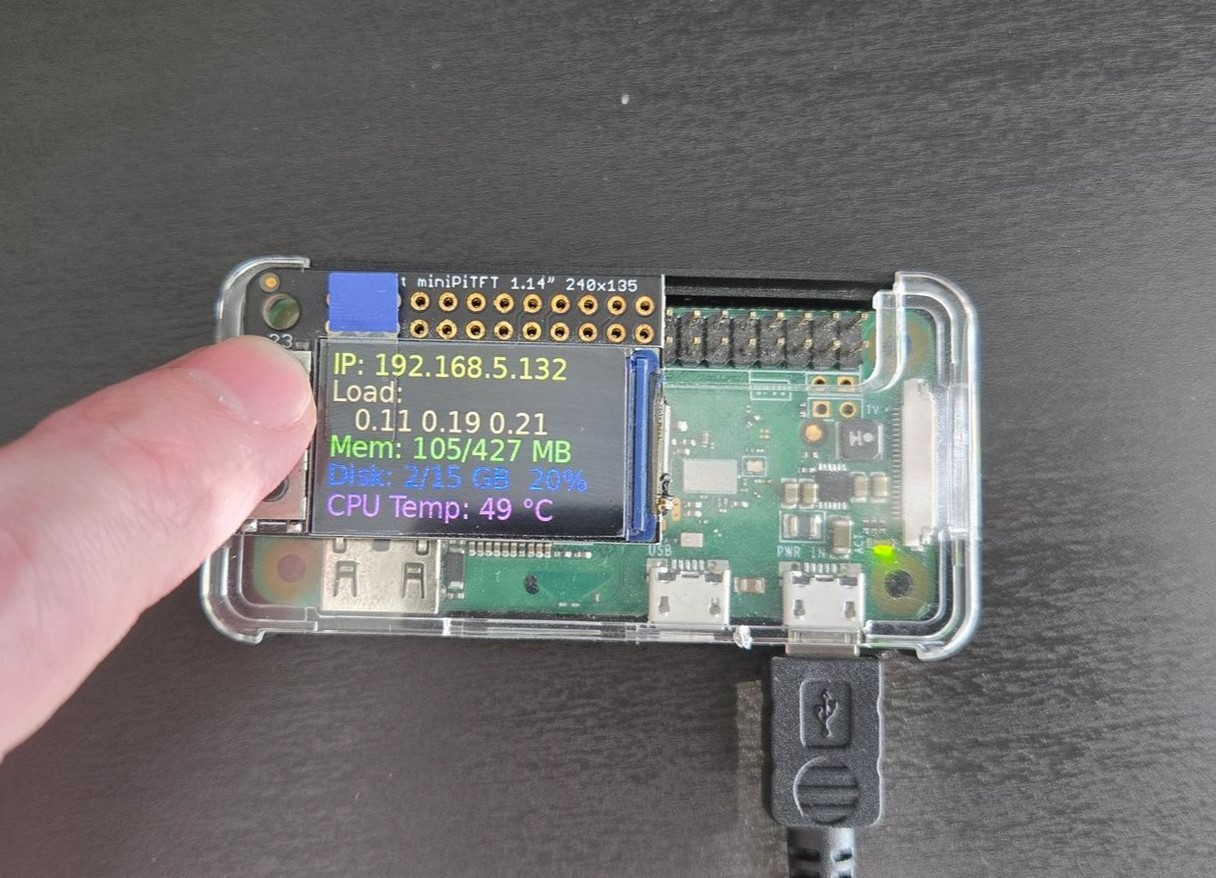 t miniPiTFT 1.14" 240x135
23
IP: 192.168.5.132
Load:
0.11 0.19 0.21
Mem: 105/427 MB
Disk: 2/15 GB 20%
CPU Temp: 49 °C
TV
USB
PWR IN
ACT